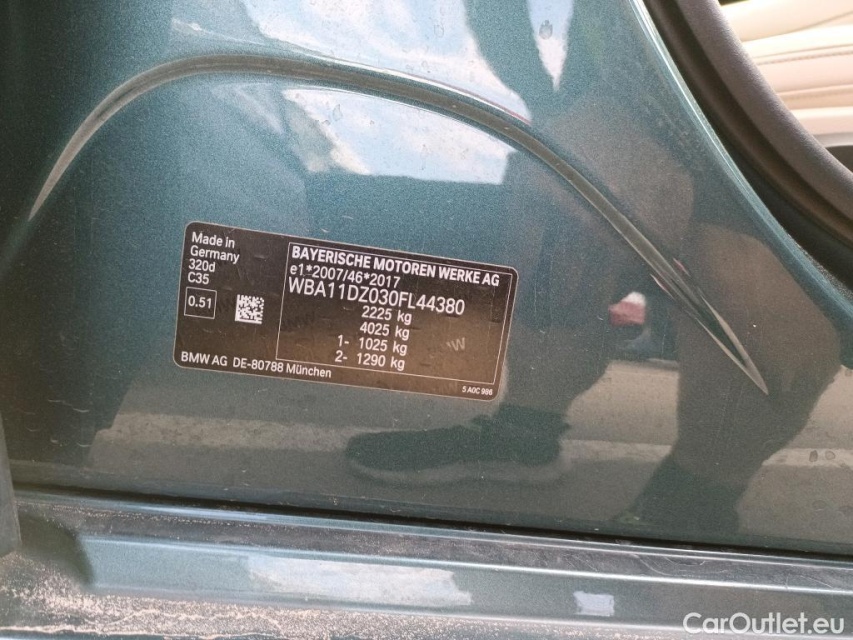 Made in
Germany
320d
C35
0.51
BAYERISCHE MOTOREN WERKE AG
e1*2007/46*2017
WBA11DZ030FL44380
2225 kg
4025 kg
1- 1025 kg
2- 1290 kg
W
BMW AG DE-80788 München
5 A0C 986
CarOutlet.eu